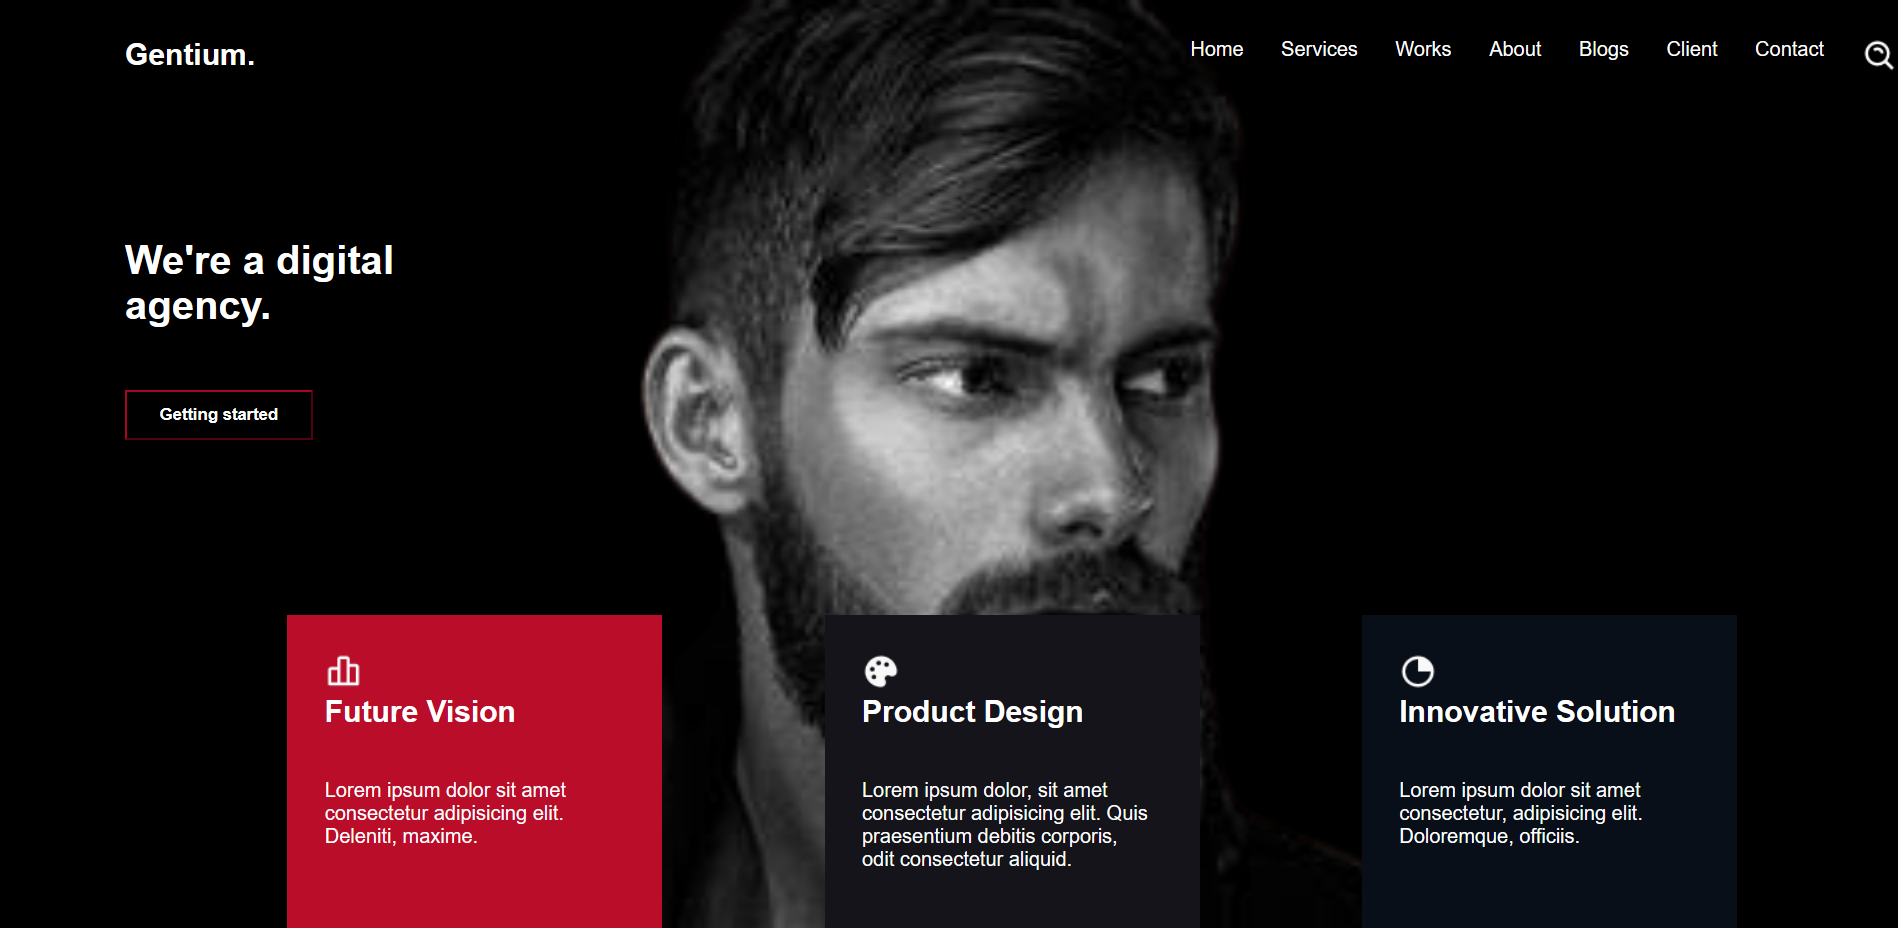 Gentium.
Home Services Works About Blogs Client Contact
We're a digital
agency.
Getting started
Future Vision
Lorem ipsum dolor sit amet
consectetur adipisicing elit.
Deleniti, maxime.
Product Design
Lorem ipsum dolor, sit amet
consectetur adipisicing elit. Quis
praesentium debitis corporis,
odit consectetur aliquid.
Innovative Solution
Lorem ipsum dolor sit amet
consectetur, adipisicing elit.
Doloremque, officiis.